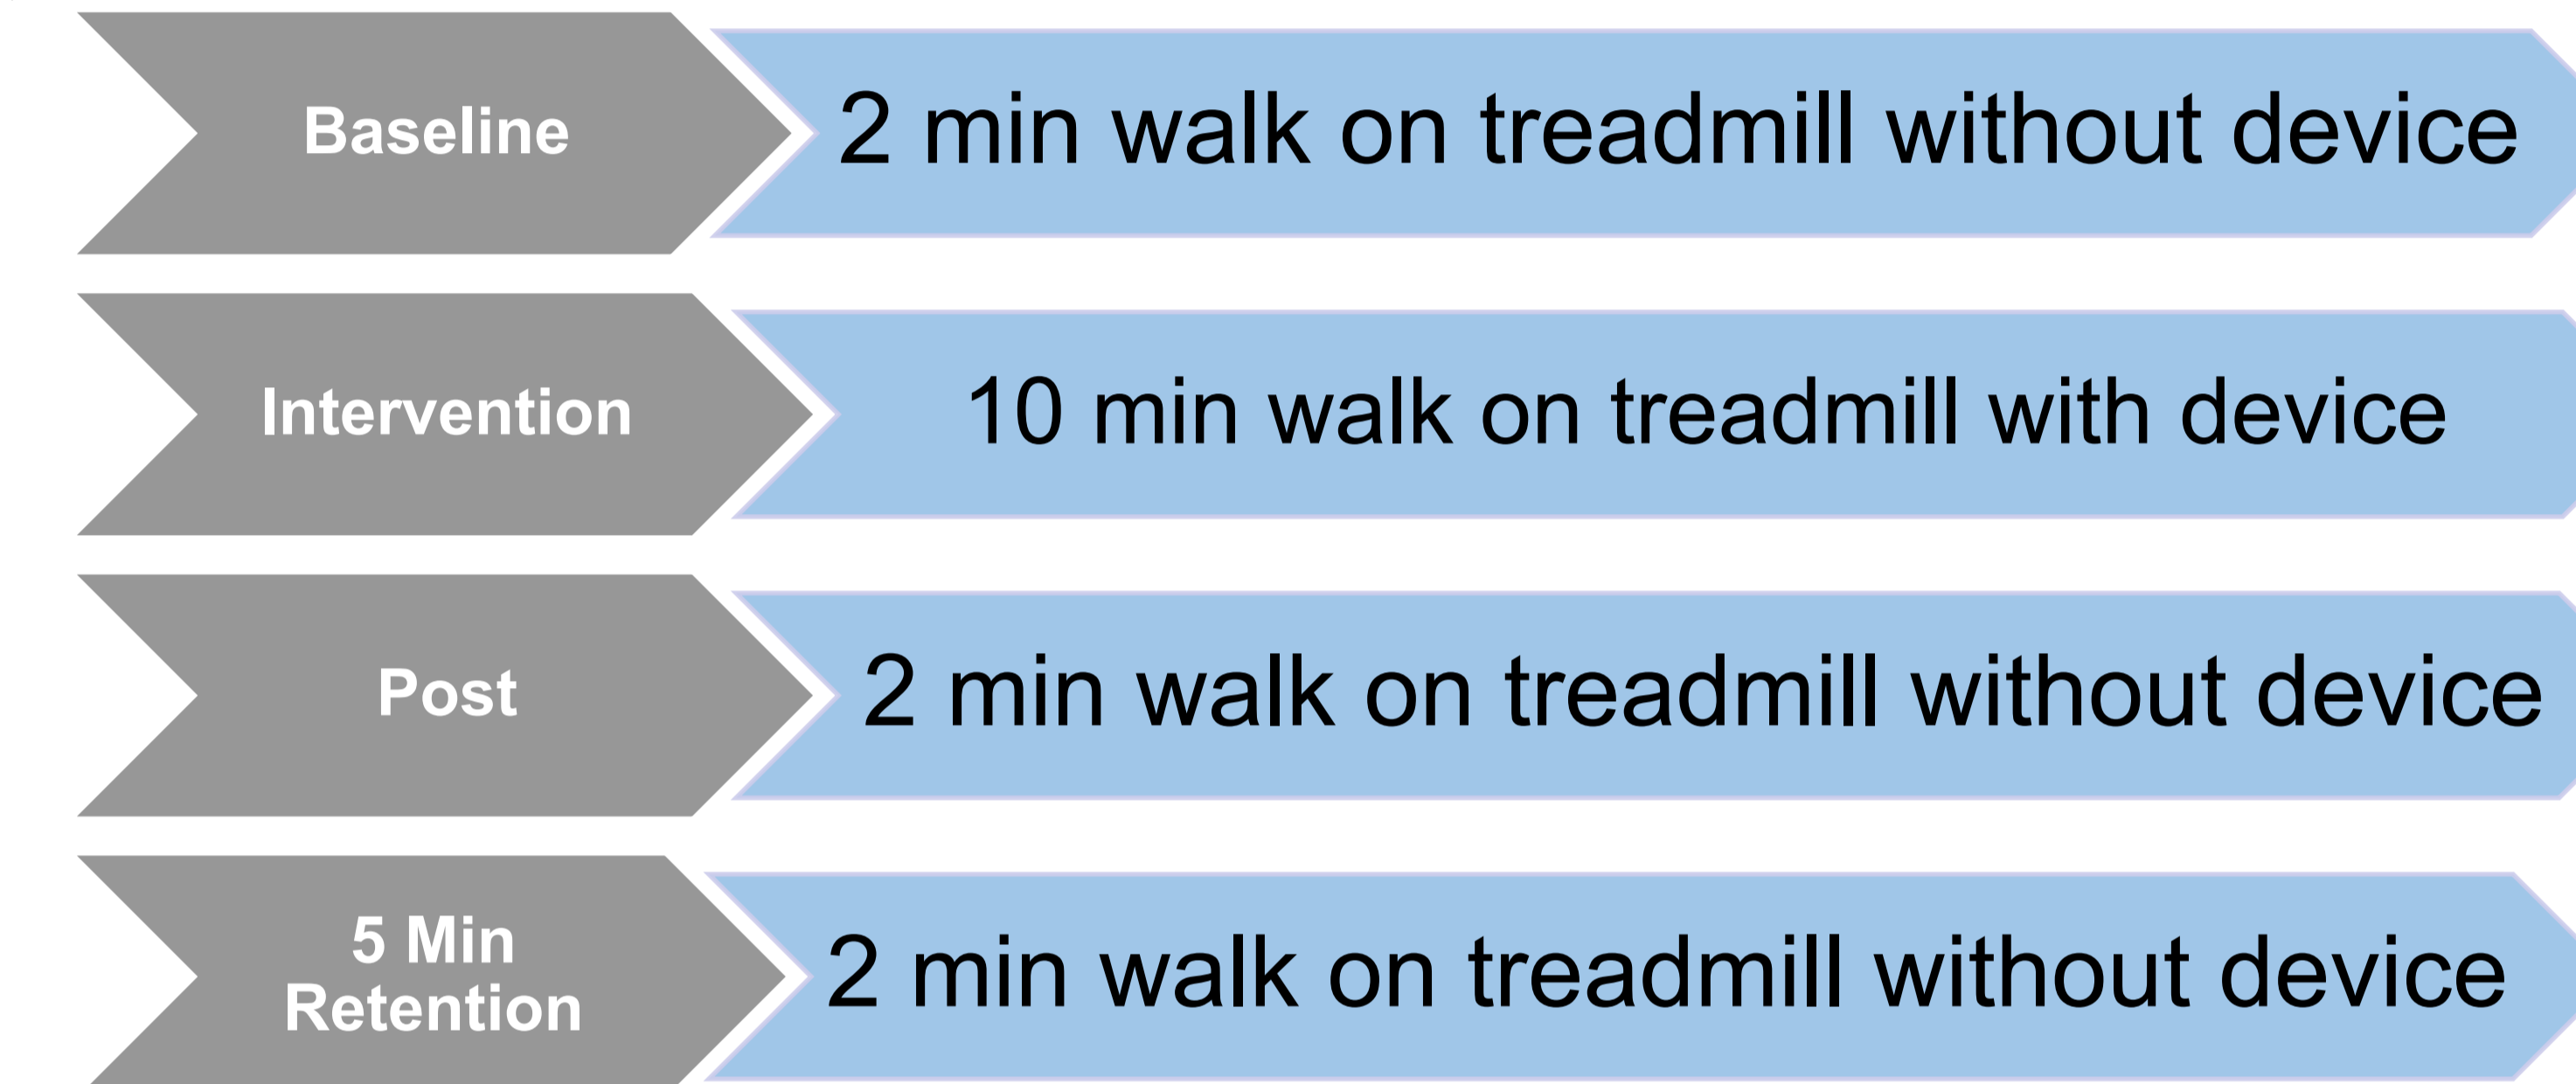 Baseline
2 min walk on treadmill without device
Intervention
10 min walk on treadmill with device
Post
2 min walk on treadmill without device
5 Min
Retention
2 min walk on treadmill without device